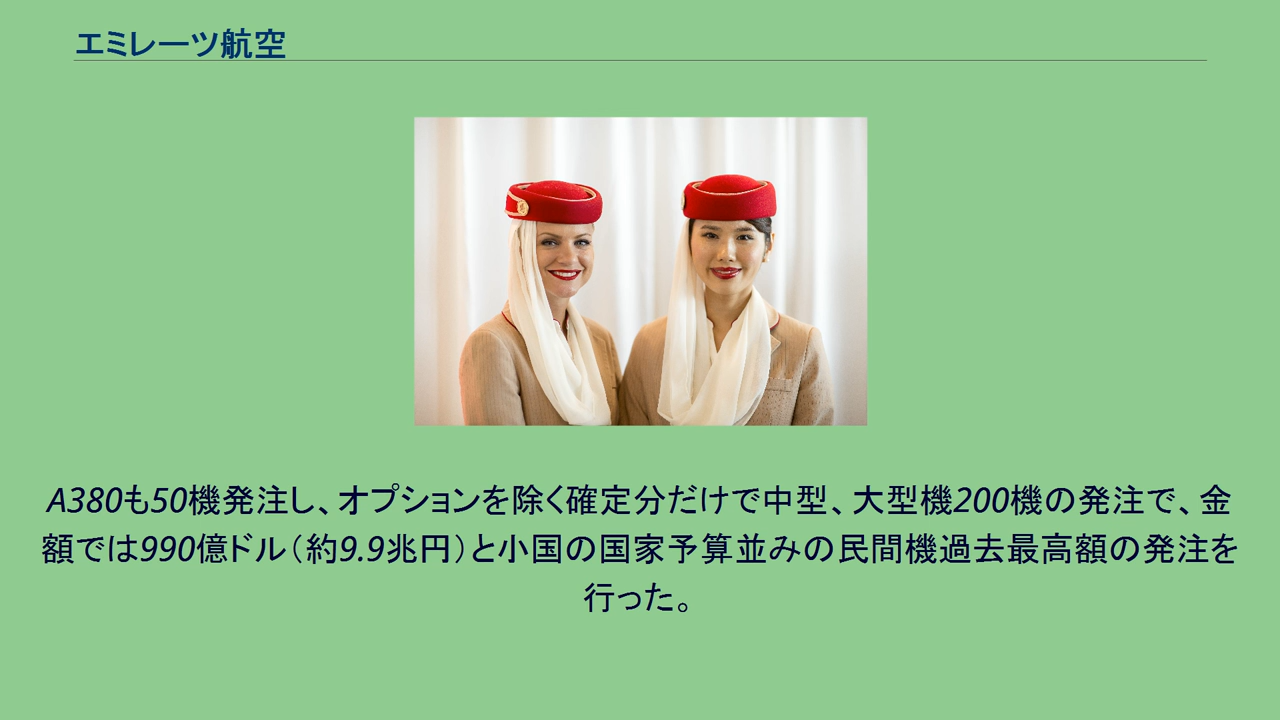 エミレーツ航空
A380も50機発注し、オプションを除く確定分だけで中型、大型機200機の発注で、金
額では990億ドル（約9.9兆円）と小国の国家予算並みの民間機過去最高額の発注を
行った。